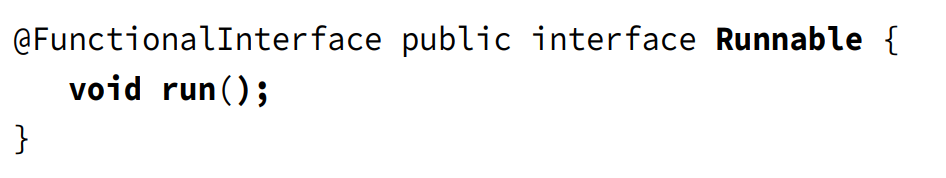 @FunctionalInterface public interface Runnable {
void run();
}